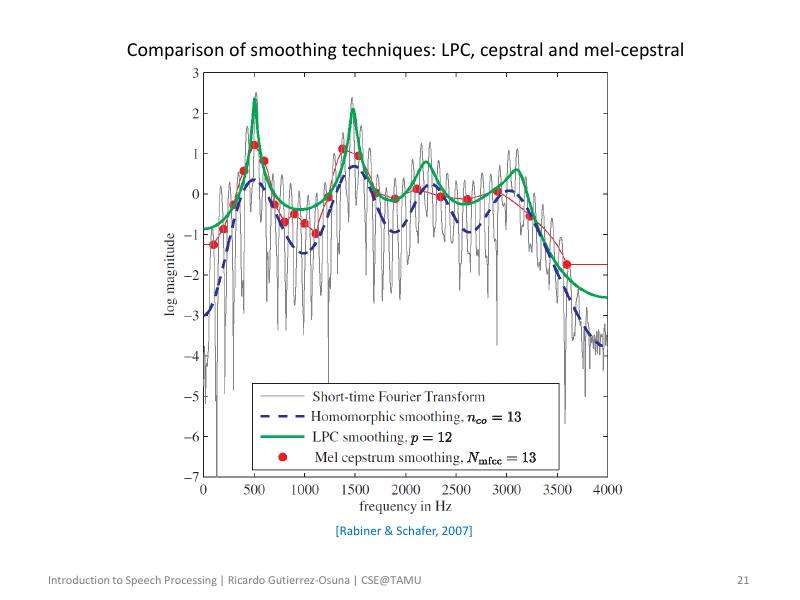 Comparison of smoothing techniques: LPC, cepstral and mel-cepstral
3
2
1
0
−1
−2
−3
−4
−5
−6
−7
log magnitude
Short-time Fourier Transform
Homomorphic smoothing, n_co = 13
LPC smoothing, p = 12
Mel cepstrum smoothing, N_mfcc = 13
0 500 1000 1500 2000 2500 3000 3500 4000
frequency in Hz
[Rabiner & Schafer, 2007]
Introduction to Speech Processing | Ricardo Gutierrez-Osuna | CSE@TAMU 21